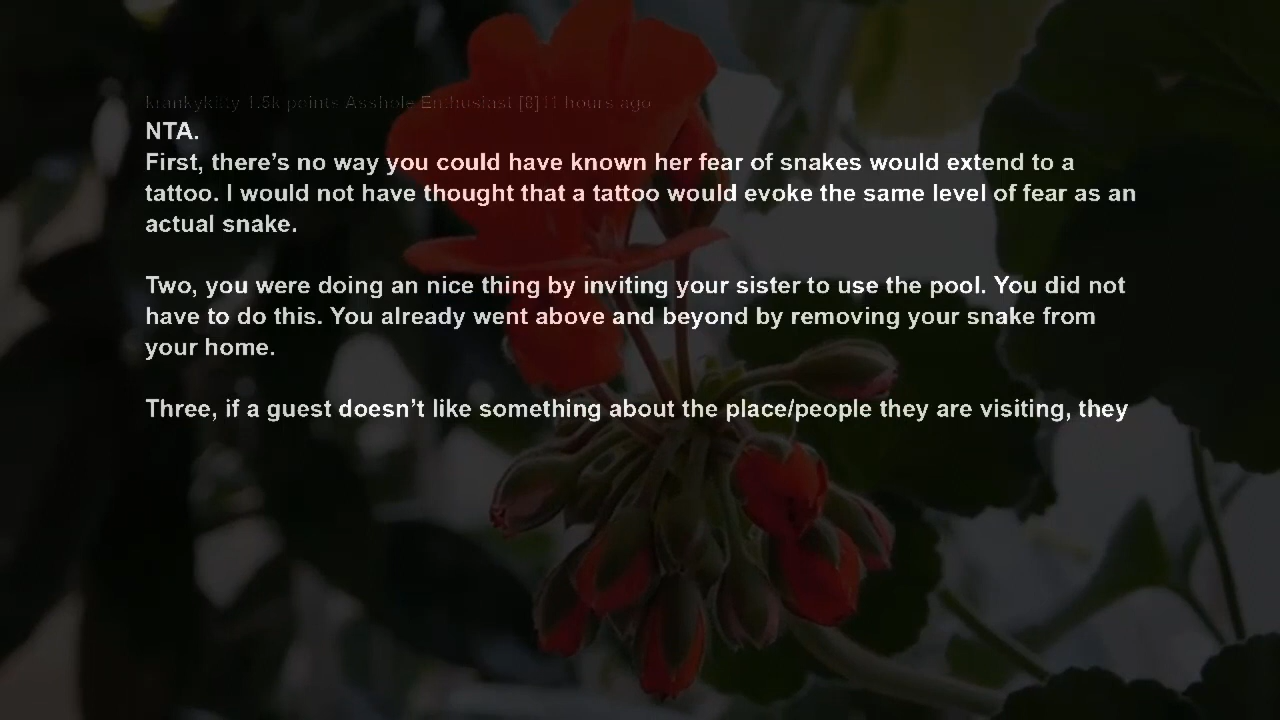 krankykitty 1.5k points Asshole Enthusiast [8]11 hours ago
NTA.
First, there’s no way you could have known her fear of snakes would extend to a
tattoo. I would not have thought that a tattoo would evoke the same level of fear as an
actual snake.
Two, you were doing an nice thing by inviting your sister to use the pool. You did not
have to do this. You already went above and beyond by removing your snake from
your home.
Three, if a guest doesn’t like something about the place/people they are visiting, they